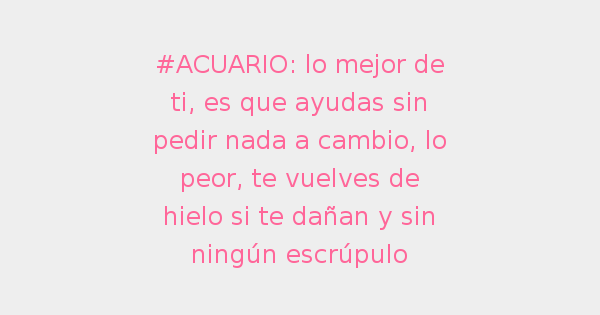 #ACUARIO: lo mejor de
ti, es que ayudas sin
pedir nada a cambio, lo
peor, te vuelves de
hielo si te dañan y sin
ningún escrúpulo